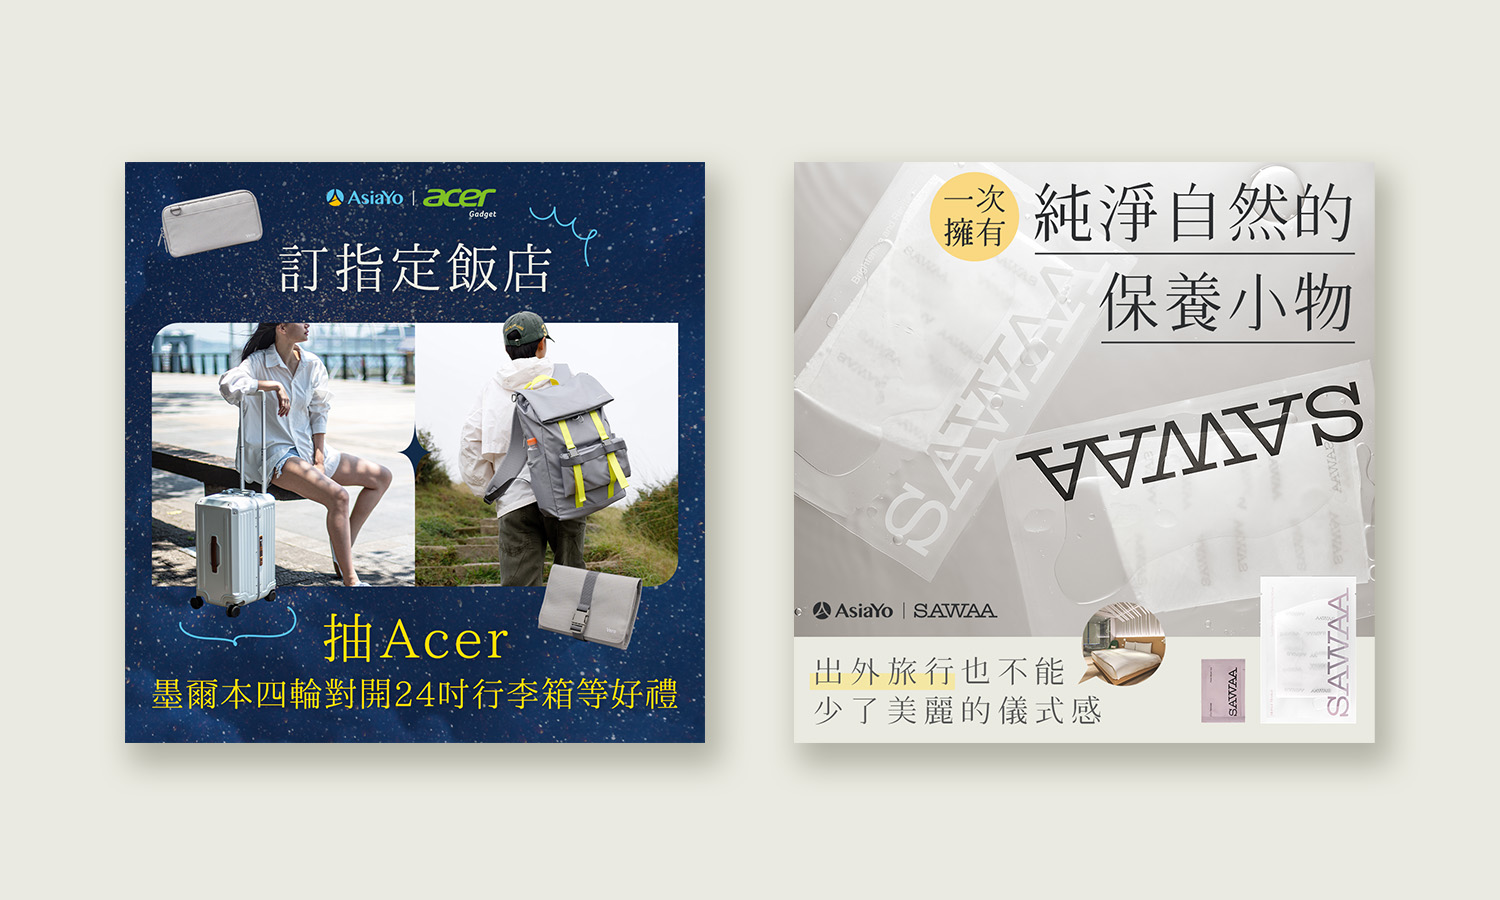 AsiaYo | acer
Gadget
訂指定飯店
抽Acer
墨爾本四輪對開24吋行李箱等好禮
一次
擁有
純淨自然的
保養小物
SAWAA
SAWAA
AsiaYo | SAWAA
出外旅行也不能
少了美麗的儀式感
SAWAA
SAWAA